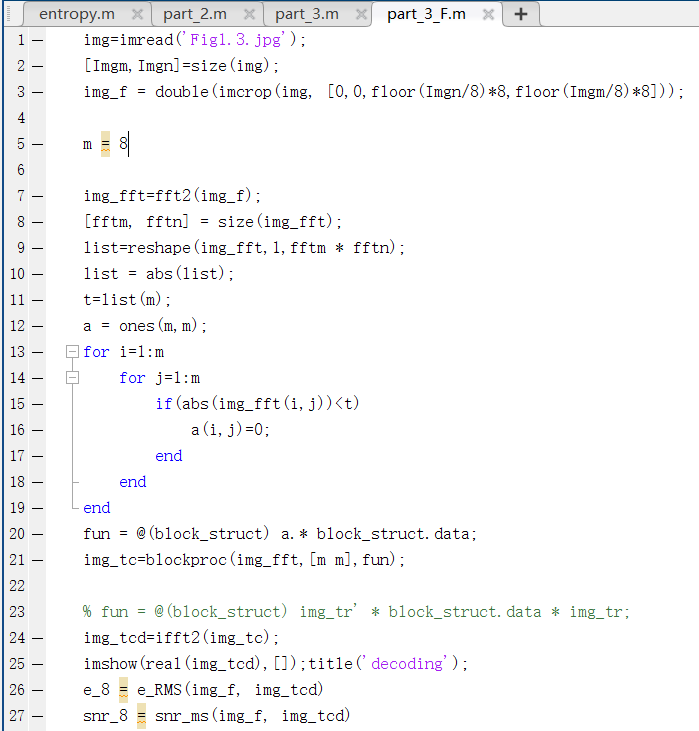 entropy.m × part_2.m × part_3.m × part_3_F.m × +
1 — img=imread('Fig1.3.jpg');
2 — [Imgm,Imgn]=size(img);
3 — img_f = double(imcrop(img, [0,0,floor(Imgn/8)*8,floor(Imgm/8)*8]));
4
5 — m = 8
6
7 — img_fft=fft2(img_f);
8 — [fftm, fftn] = size(img_fft);
9 — list=reshape(img_fft,1,fftm * fftn);
10 — list = abs(list);
11 — t=list(m);
12 — a = ones(m,m);
13 — for i=1:m
14 — for j=1:m
15 — if(abs(img_fft(i,j))<t)
16 — a(i,j)=0;
17 — end
18 — end
19 — end
20 — fun = @(block_struct) a.* block_struct.data;
21 — img_tc=blockproc(img_fft,[m m],fun);
22
23 % fun = @(block_struct) img_tr' * block_struct.data * img_tr;
24 — img_tcd=ifft2(img_tc);
25 — imshow(real(img_tcd),[]);title('decoding');
26 — e_8 = e_RMS(img_f, img_tcd)
27 — snr_8 = snr_ms(img_f, img_tcd)